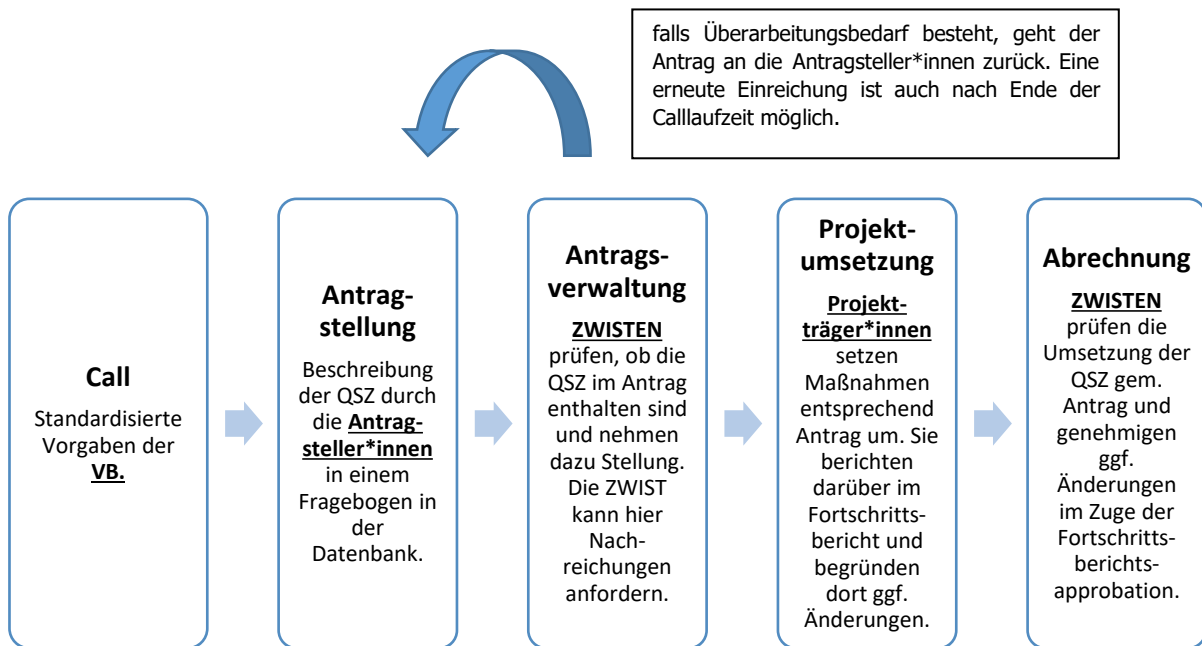 falls Überarbeitungsbedarf besteht, geht der
Antrag an die Antragsteller*innen zurück. Eine
erneute Einreichung ist auch nach Ende der
Calllaufzeit möglich.
Call
Standardisierte
Vorgaben der
VB.
Antrag-
stellung
Beschreibung
der QSZ durch
die Antrag-
steller*innen
in einem
Fragebogen in
der
Datenbank.
Antrags-
verwaltung
ZWISTEN
prüfen, ob die
QSZ im Antrag
enthalten sind
und nehmen
dazu Stellung.
Die ZWIST
kann hier
Nach-
reichungen
anfordern.
Projekt-
umsetzung
Projekt-
träger*innen
setzen
Maßnahmen
entsprechend
Antrag um. Sie
berichten
darüber im
Fortschritts-
bericht und
begründen
dort ggf.
Änderungen.
Abrechnung
ZWISTEN
prüfen die
Umsetzung der
QSZ gem.
Antrag und
genehmigen
ggf.
Änderungen
im Zuge der
Fortschritts-
berichts-
approbation.